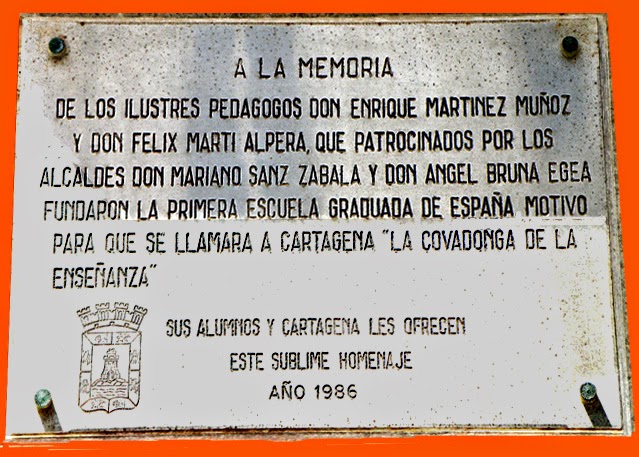 A LA MEMORIA
DE LOS ILUSTRES PEDAGOGOS DON ENRIQUE MARTINEZ MUÑOZ
Y DON FELIX MARTI ALPERA, QUE PATROCINADOS POR LOS
ALCALDES DON MARIANO SANZ ZABALA Y DON ANGEL BRUNA EGEA
FUNDARON LA PRIMERA ESCUELA GRADUADA DE ESPAÑA MOTIVO
PARA QUE SE LLAMARA A CARTAGENA "LA COVADONGA DE LA
ENSEÑANZA"
SUS ALUMNOS Y CARTAGENA LES OFRECEN
ESTE SUBLIME HOMENAJE
AÑO 1986